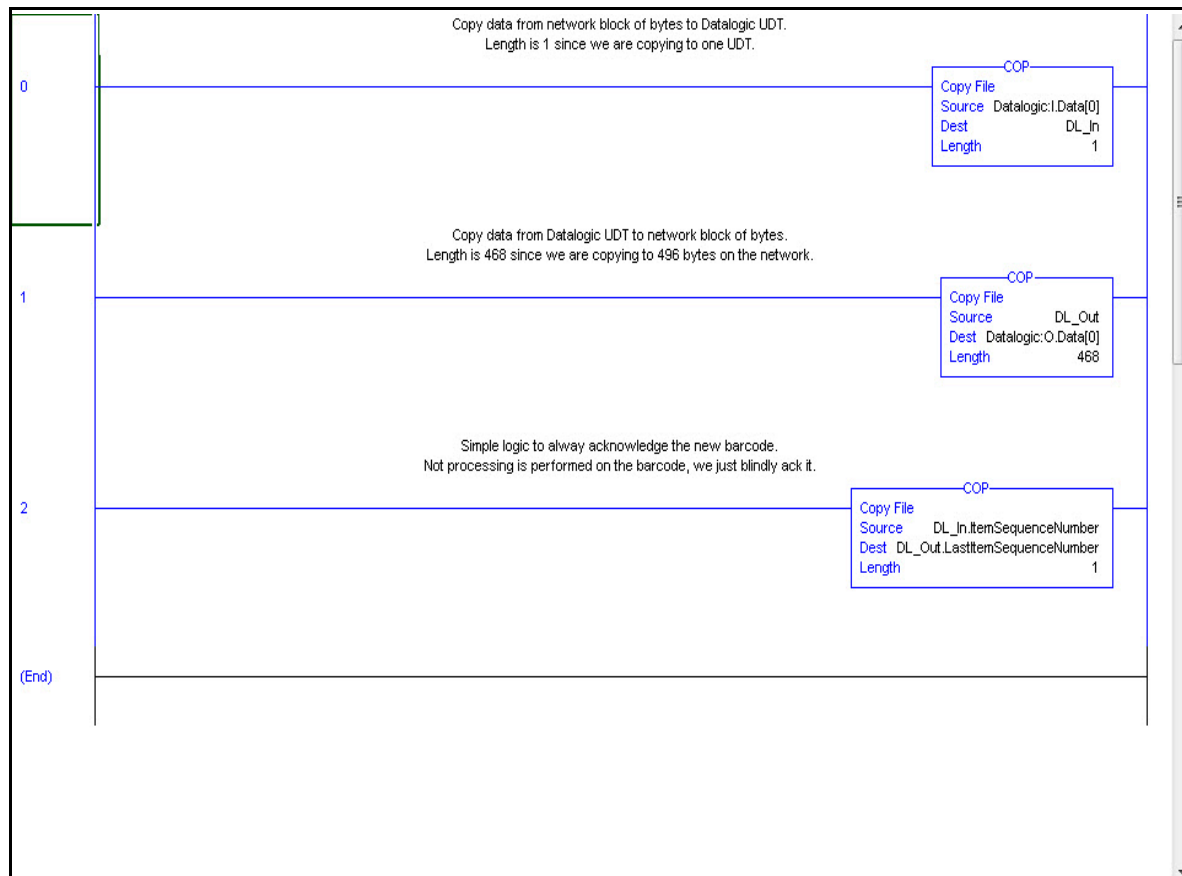 Copy data from network block of bytes to Datalogic UDT.
Length is 1 since we are copying to one UDT.
0
COP
Copy File
Source Datalogic:I.Data[0]
Dest DL_In
Length 1
Copy data from Datalogic UDT to network block of bytes.
Length is 468 since we are copying to 496 bytes on the network.
1
COP
Copy File
Source DL_Out
Dest Datalogic:O.Data[0]
Length 468
Simple logic to alway acknowledge the new barcode.
Not processing is performed on the barcode, we just blindly ack it.
2
COP
Copy File
Source DL_In.ItemSequenceNumber
Dest DL_Out.LastItemSequenceNumber
Length 1
(End)